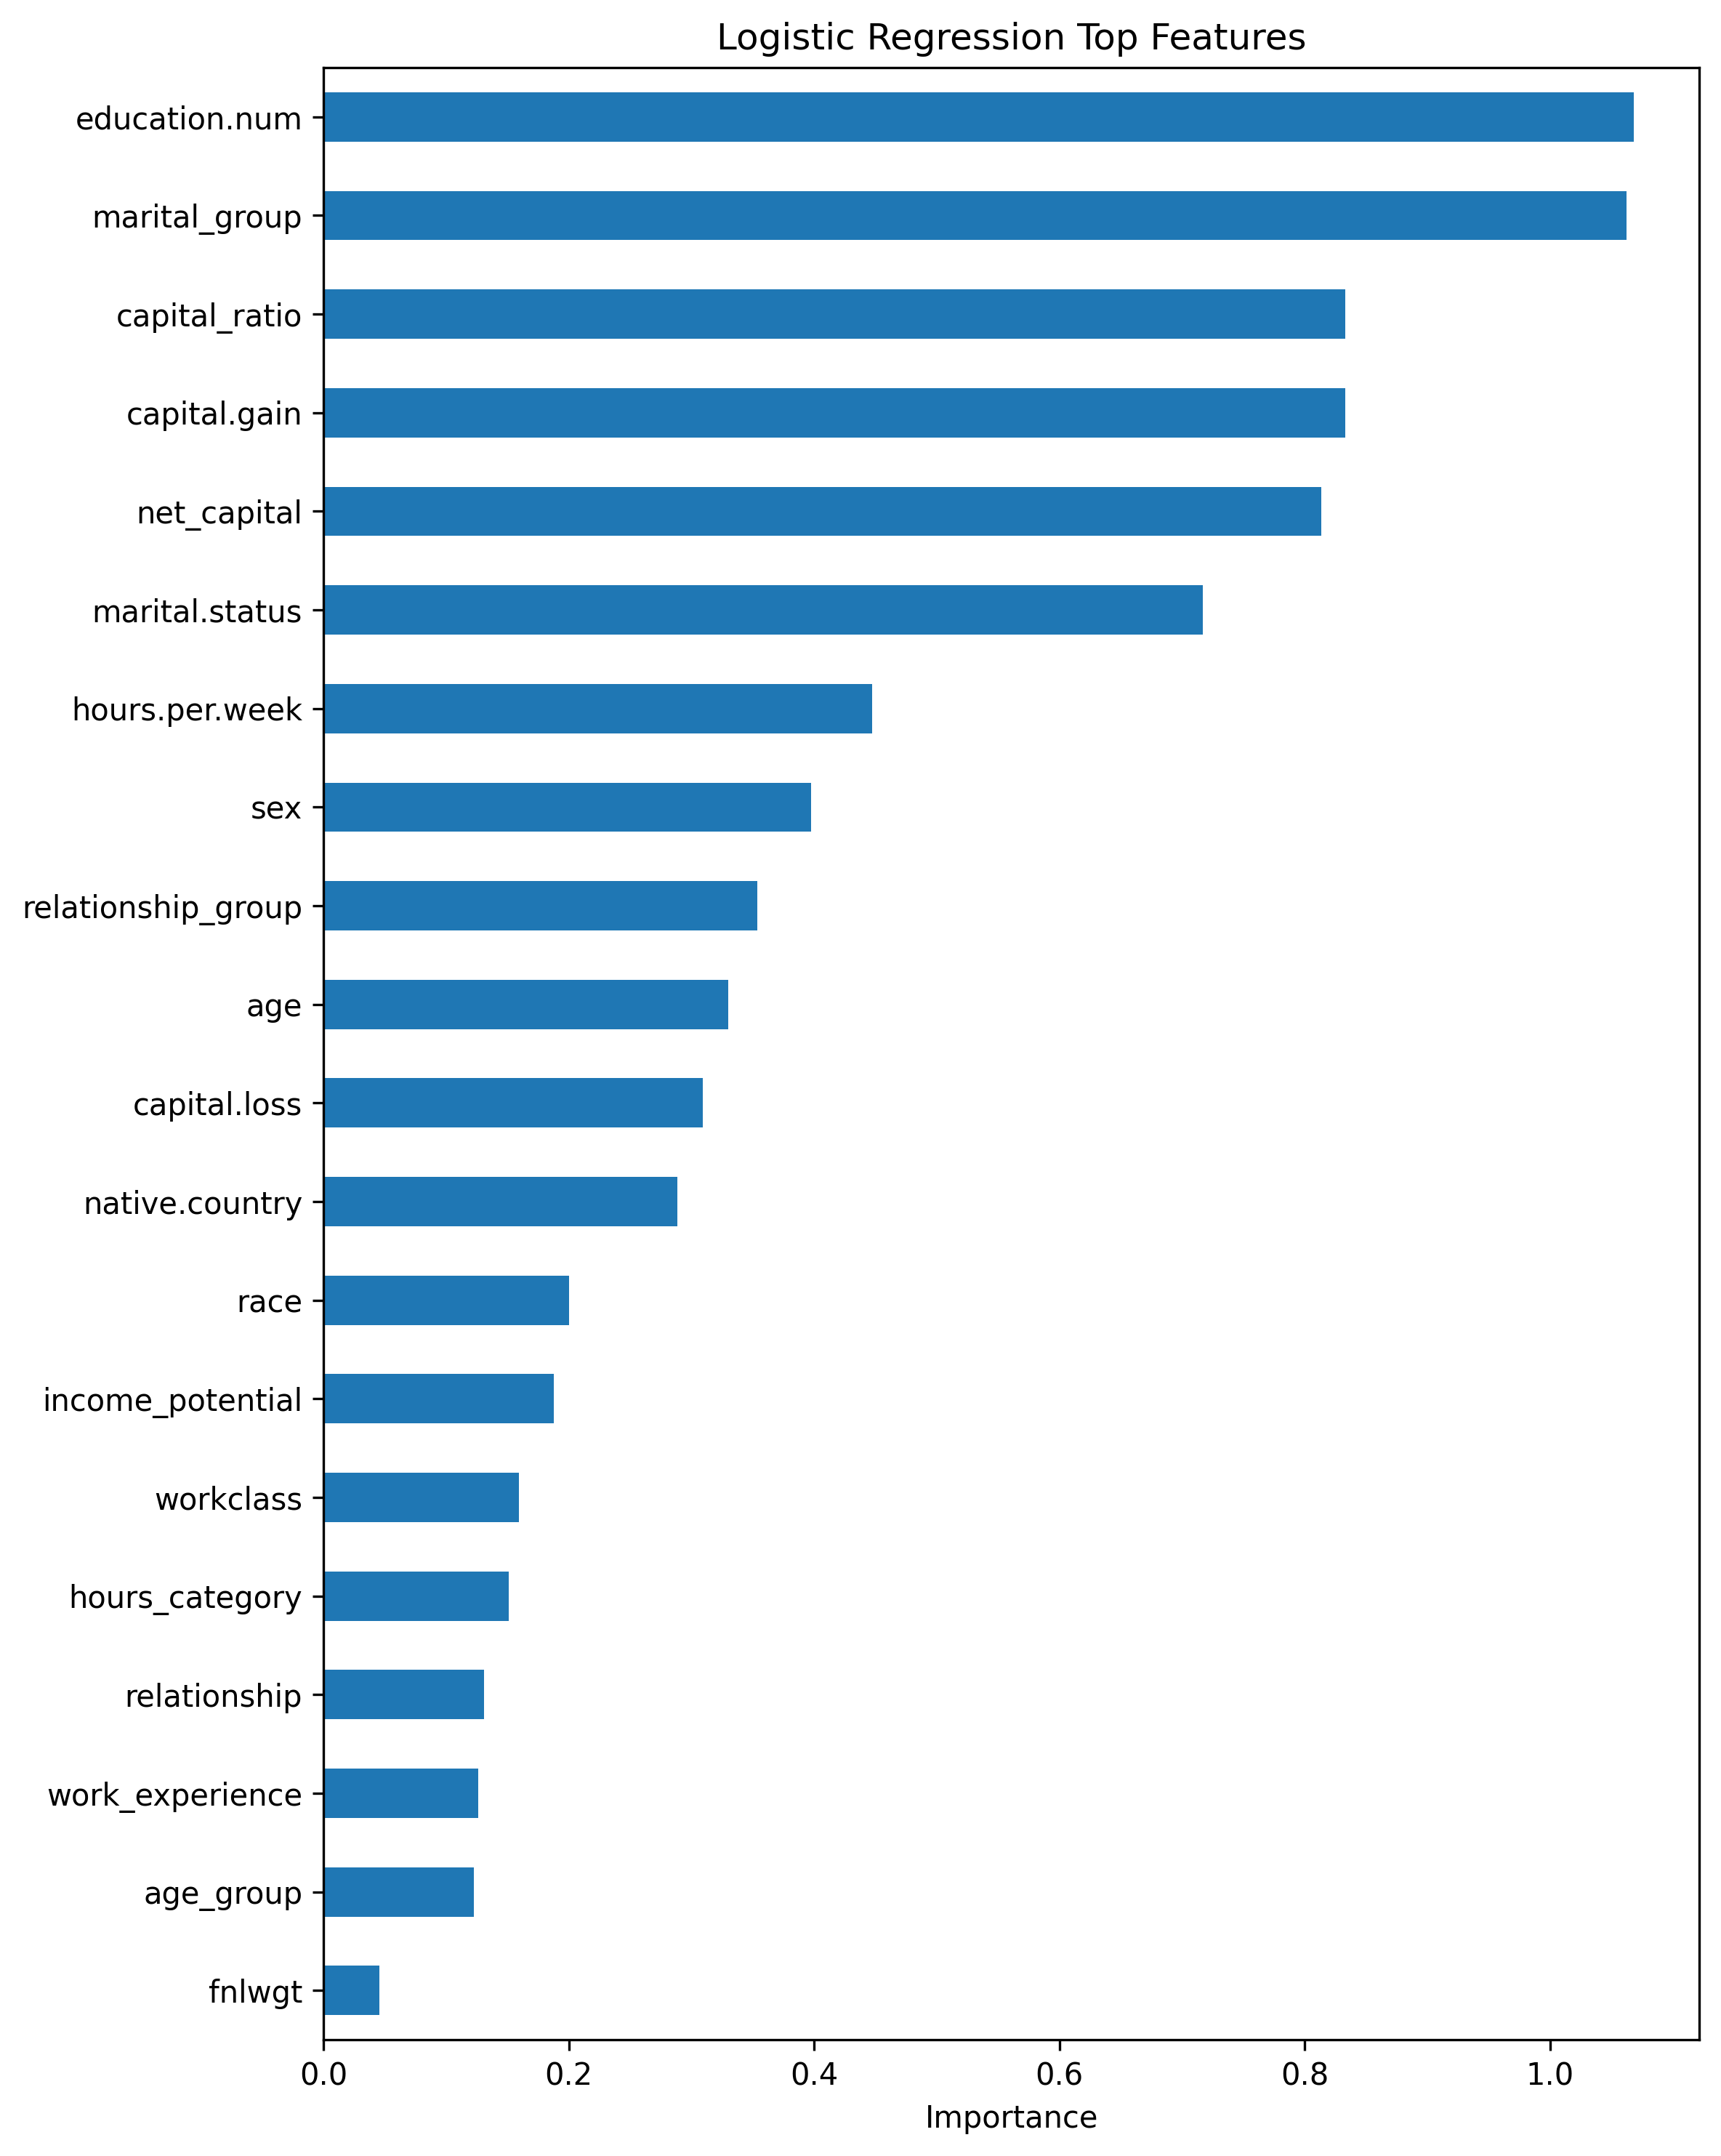 Logistic Regression Top Features
education.num
marital_group
capital_ratio
capital.gain
net_capital
marital.status
hours.per.week
sex
relationship_group
age
capital.loss
native.country
race
income_potential
workclass
hours_category
relationship
work_experience
age_group
fnlwgt
0.0 0.2 0.4 0.6 0.8 1.0
Importance